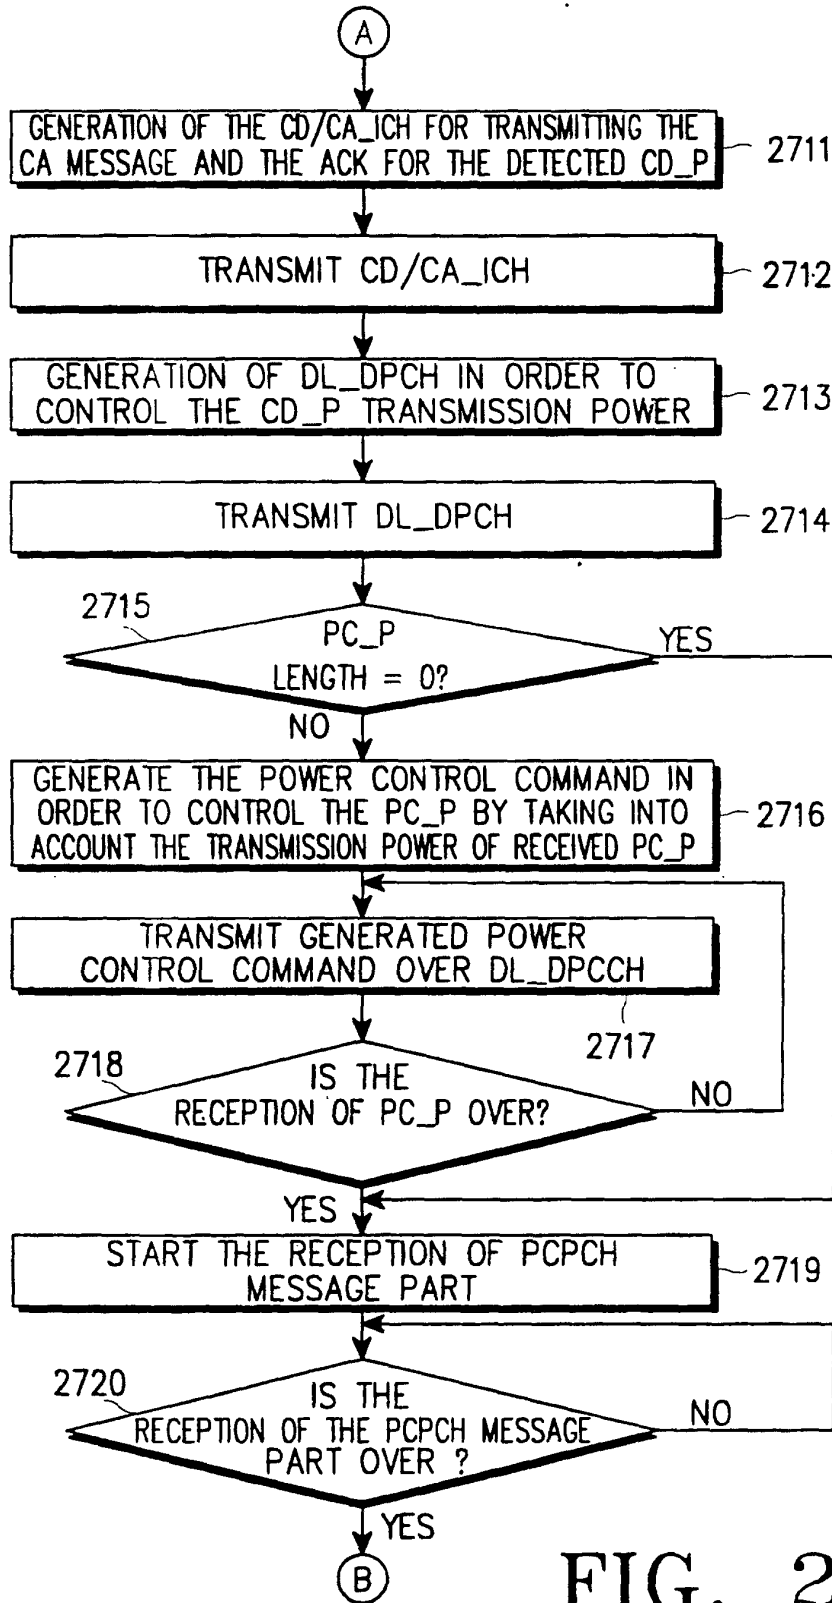 A
GENERATION OF THE CD/CA_ICH FOR TRANSMITTING THE
CA MESSAGE AND THE ACK FOR THE DETECTED CD_P
2711
TRANSMIT CD/CA_ICH
2712
GENERATION OF DL_DPCH IN ORDER TO
CONTROL THE CD_P TRANSMISSION POWER
2713
TRANSMIT DL_DPCH
2714
2715
PC_P
LENGTH = 0?
YES
NO
GENERATE THE POWER CONTROL COMMAND IN
ORDER TO CONTROL THE PC_P BY TAKING INTO
ACCOUNT THE TRANSMISSION POWER OF RECEIVED PC_P
2716
TRANSMIT GENERATED POWER
CONTROL COMMAND OVER DL_DPCCH
2717
2718
IS THE
RECEPTION OF PC_P OVER?
NO
YES
START THE RECEPTION OF PCPCH
MESSAGE PART
2719
2720
IS THE
RECEPTION OF THE PCPCH MESSAGE
PART OVER ?
NO
YES
B
FIG. 2